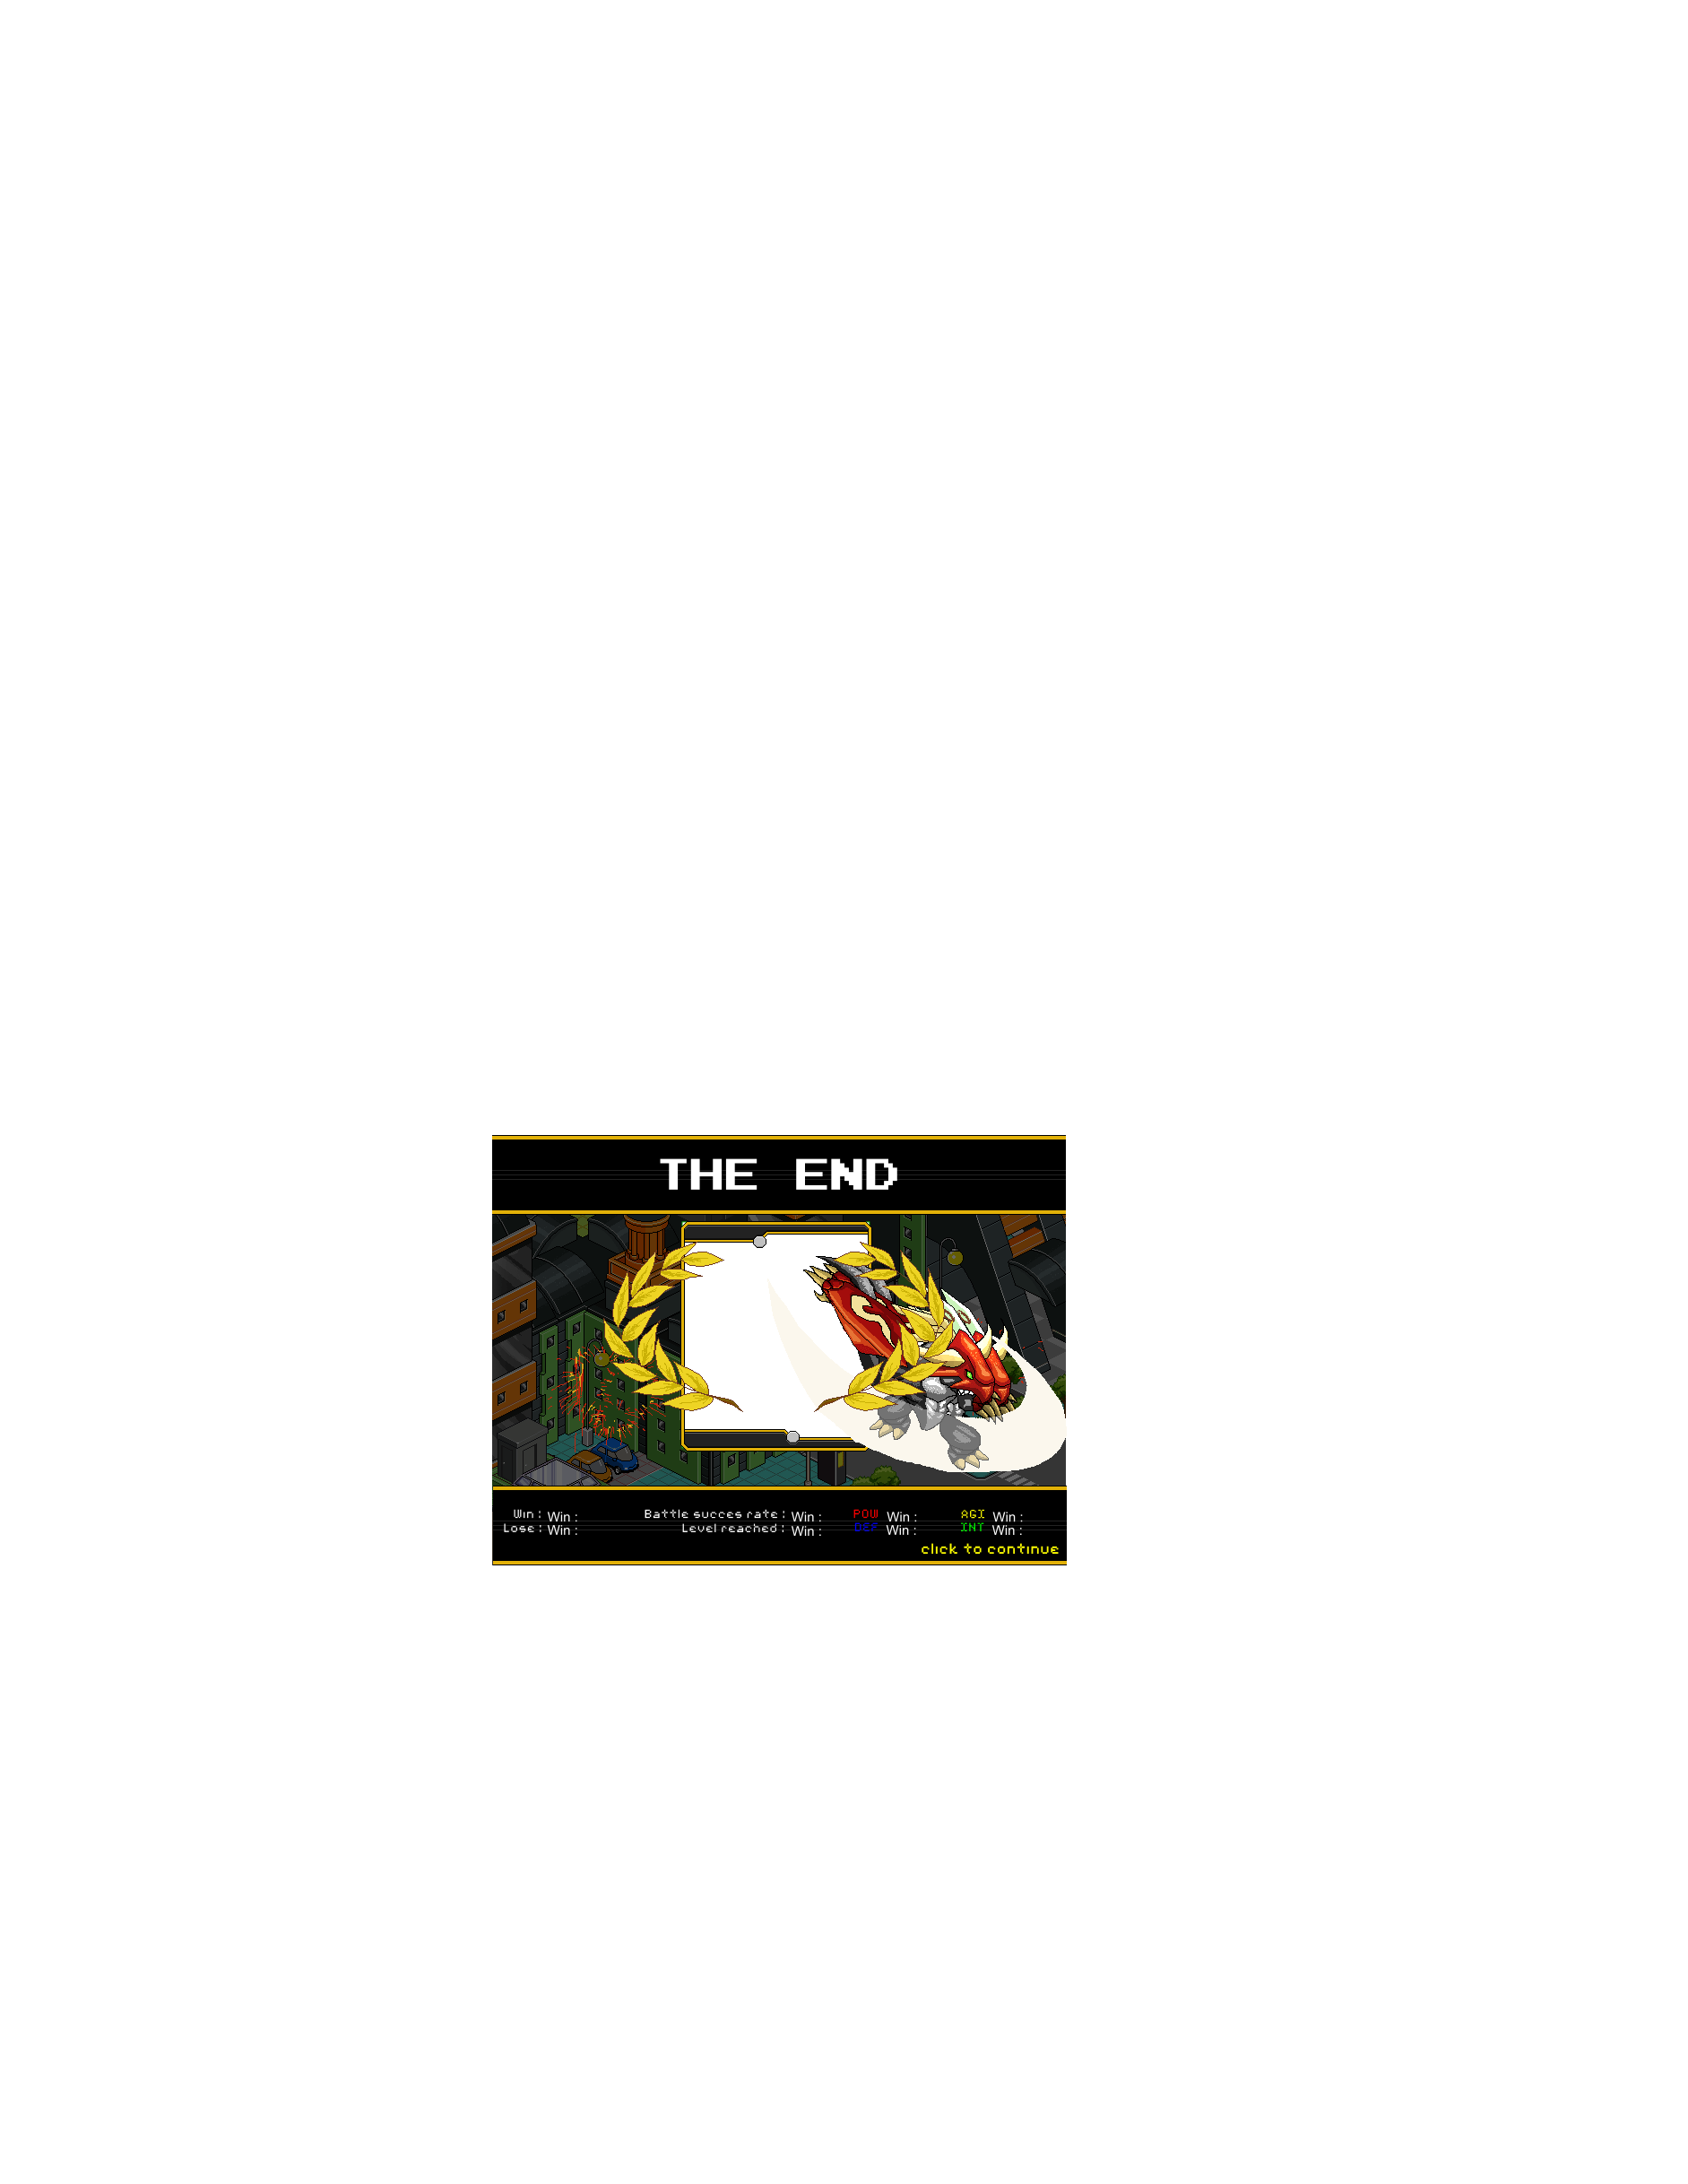 THE END
Win : Win : Battle succes rate : Win : POW Win : AGI Win :
Lose : Win : Level reached : Win : DEF Win : INT Win :
click to continue